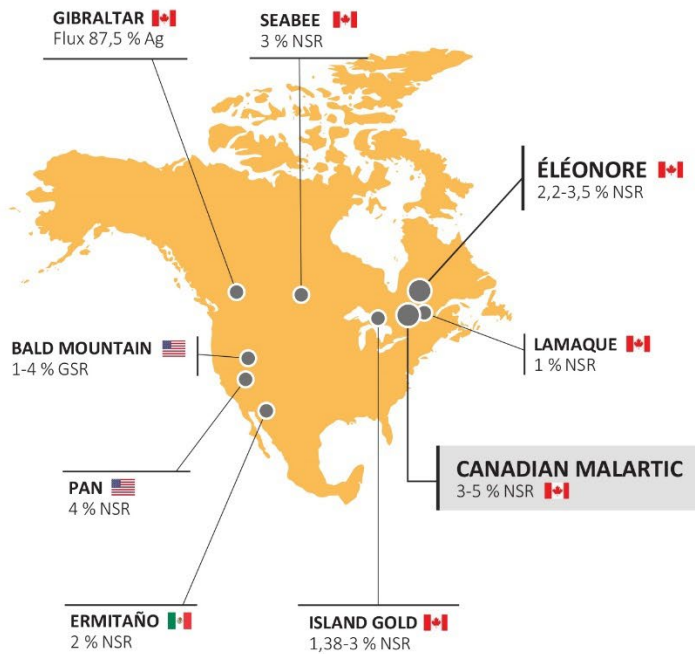 GIBRALTAR
Flux 87,5 % Ag
SEABEE
3 % NSR
ÉLÉONORE
2,2-3,5 % NSR
BALD MOUNTAIN
1-4 % GSR
LAMAQUE
1 % NSR
PAN
4 % NSR
CANADIAN MALARTIC
3-5 % NSR
ERMITAÑO
2 % NSR
ISLAND GOLD
1,38-3 % NSR